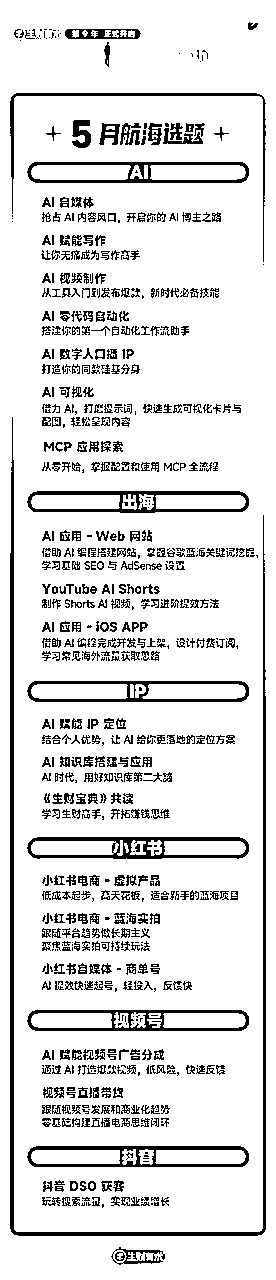 生财有术
5 月航海选题
AI
AI 自媒体
抢占 AI 内容风口，开启你的 AI 博主之路
AI 赋能写作
让你无痛成为写作高手
AI 视频制作
从工具入门到发布爆款，新时代必备技能
AI 零代码自动化
搭建你的第一个自动化工作流助手
AI 数字人口播 IP
打造你的同款硅基分身
AI 可视化
借力 AI，打磨提示词，快速生成可视化卡片与
配图，轻松呈现内容
MCP 应用探索
从零开始，掌握配置和使用 MCP 全流程
出海
AI 应用 - Web 网站
借助 AI 编程搭建网站，掌握谷歌蓝海关键词挖掘，
学习基础 SEO 与 AdSense 设置
YouTube AI Shorts
制作 Shorts AI 视频，学习进阶提效方法
AI 应用 - iOS APP
借助 AI 编程完成开发与上架，设计付费订阅，
学习常见海外流量获取思路
IP
AI 赋能 IP 定位
结合个人优势，让 AI 给你更落地的定位方案
AI 知识库搭建与应用
AI 时代，用好知识库第二大脑
《生财宝典》共读
学习生财高手，开拓赚钱思维
小红书
小红书电商 - 虚拟产品
低成本起步，高天花板，适合新手的蓝海项目
小红书电商 - 蓝海实拍
跟随平台趋势做长期主义
聚焦蓝海实拍可持续玩法
小红书自媒体 - 商单号
AI 提效快速起号，轻投入，反馈快
视频号
AI 赋能视频号广告分成
通过 AI 打造爆款视频，低风险，快速反馈
视频号直播带货
跟随视频号发展和商业化趋势
零基础构建直播电商思维闭环
抖音
抖音 DSO 获客
玩转搜索流量，实现业绩增长
生财有术